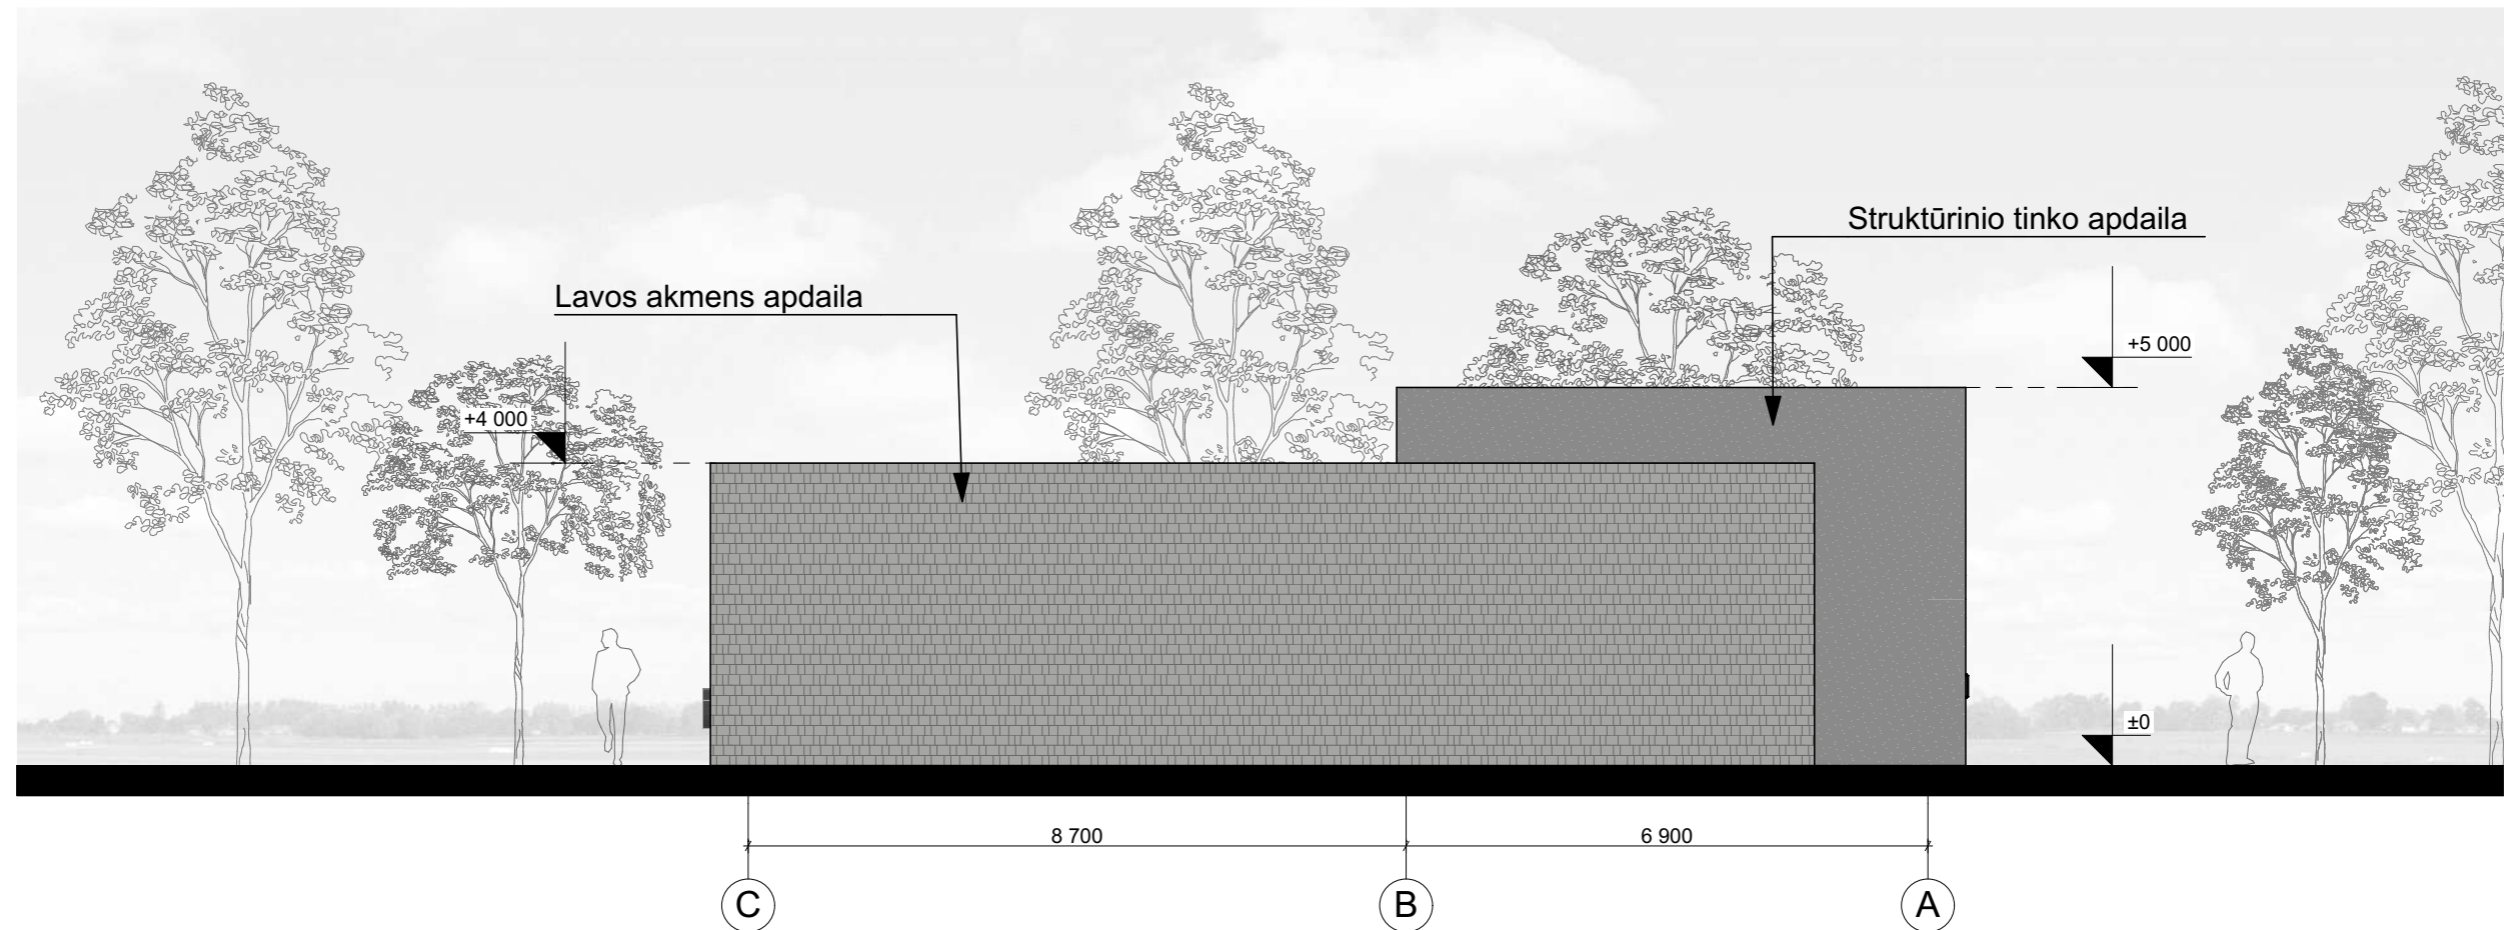 Struktūrinio tinko apdaila
Lavos akmens apdaila
+5 000
+4 000
±0
8 700
6 900
C
B
A